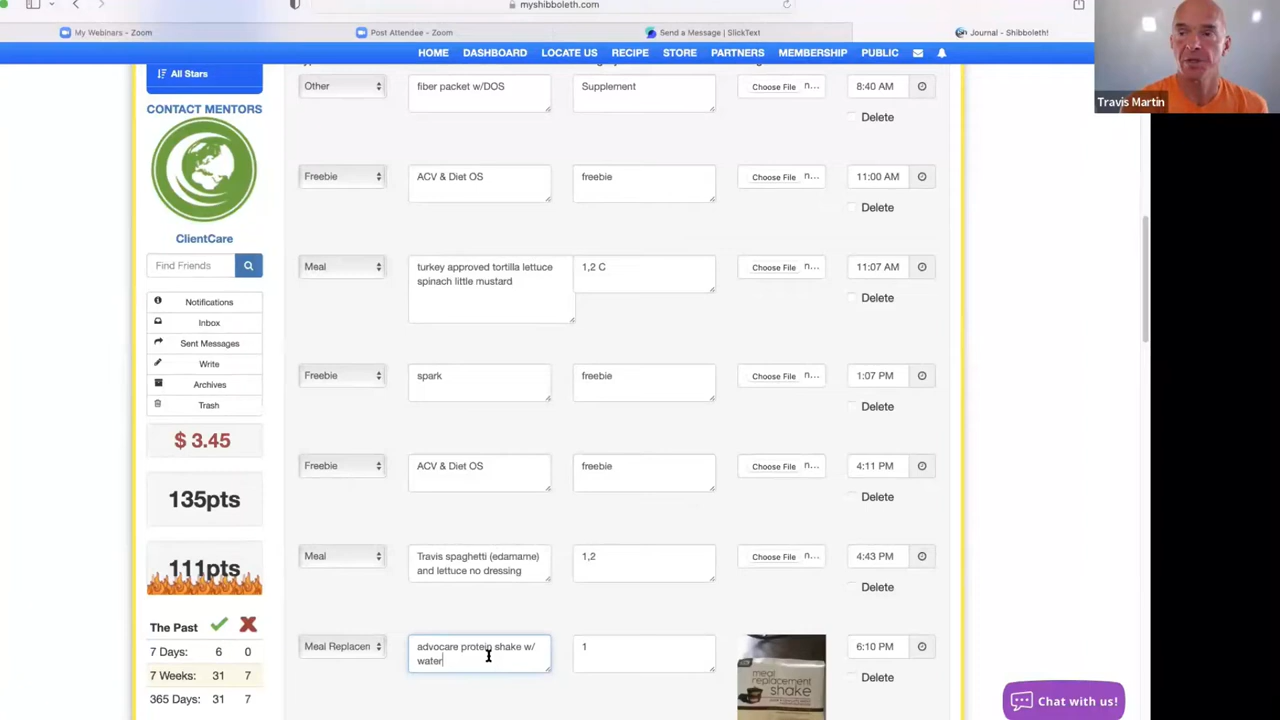 myshibboleth.com
My Webinars - Zoom
Post Attendee - Zoom
Send a Message | SlickText
Journal - Shibboleth!
HOME DASHBOARD LOCATE US RECIPE STORE PARTNERS MEMBERSHIP PUBLIC
Travis Martin
All Stars
CONTACT MENTORS
ClientCare
Find Friends
Notifications
Inbox
Sent Messages
Write
Archives
Trash
$ 3.45
135pts
111pts
The Past
7 Days: 6 0
7 Weeks: 31 7
365 Days: 31 7
Other
fiber packet w/DOS
Supplement
Choose File n...
8:40 AM
Delete
Freebie
ACV & Diet OS
freebie
Choose File n...
11:00 AM
Delete
Meal
turkey approved tortilla lettuce
spinach little mustard
1,2 C
Choose File n...
11:07 AM
Delete
Freebie
spark
freebie
Choose File n...
1:07 PM
Delete
Freebie
ACV & Diet OS
freebie
Choose File n...
4:11 PM
Delete
Meal
Travis spaghetti (edamame)
and lettuce no dressing
1,2
Choose File n...
4:43 PM
Delete
Meal Replacen
advocare protein shake w/
water
1
meal
replacement
shake
6:10 PM
Delete
Chat with us!